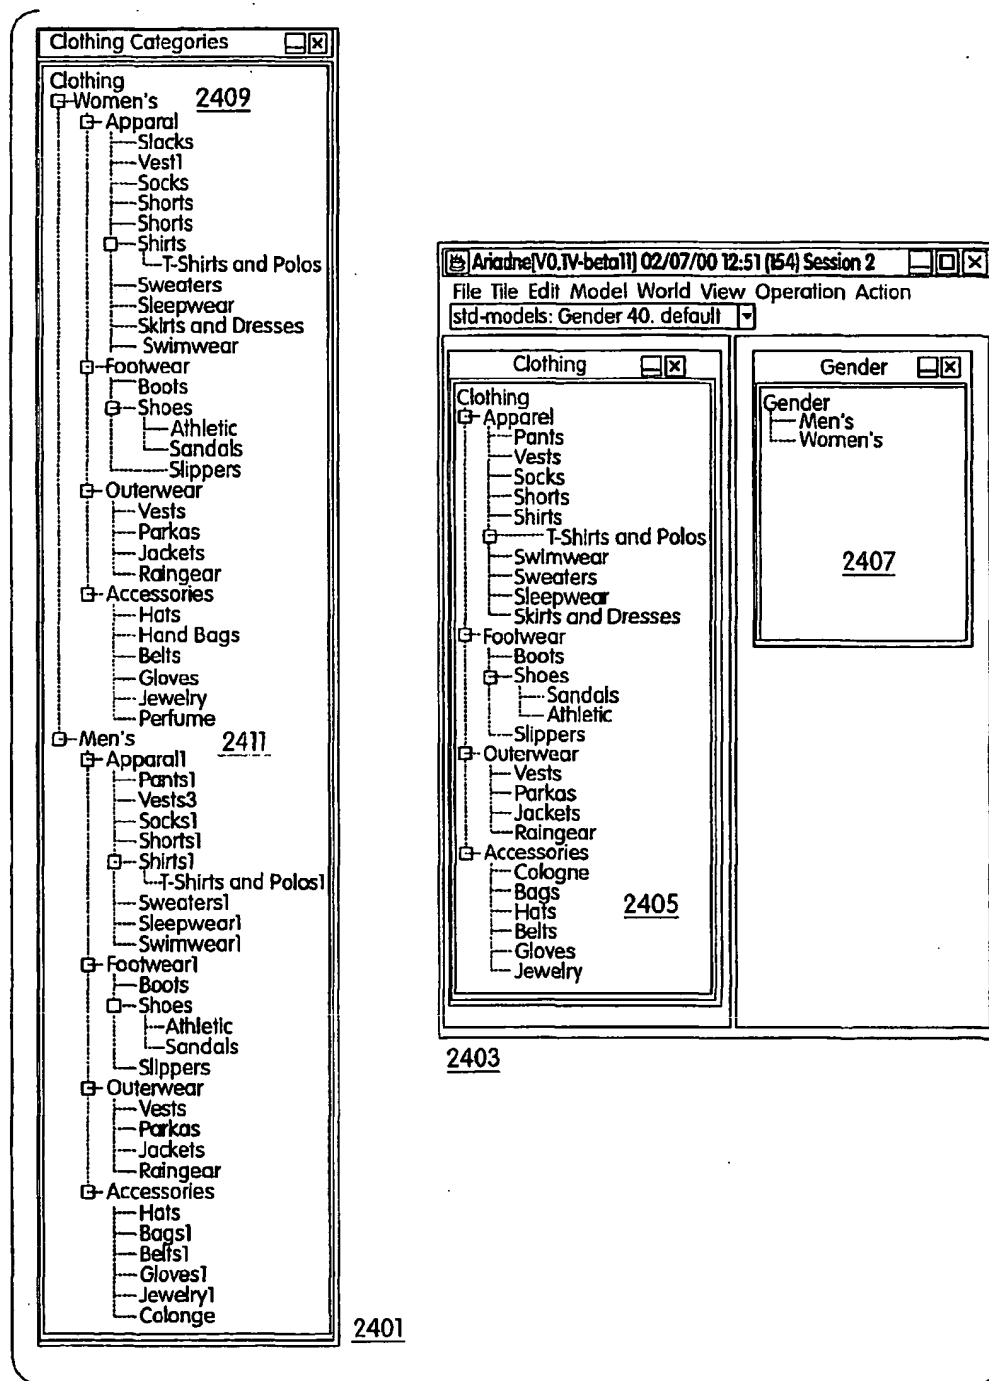 Clothing Categories
Clothing
Women's
2409
Apparal
Slacks
Vest1
Socks
Shorts
Shorts
Shirts
T-Shirts and Polos
Sweaters
Sleepwear
Skirts and Dresses
Swimwear
Footwear
Boots
Shoes
Athletic
Sandals
Slippers
Outerwear
Vests
Parkas
Jackets
Raingear
Accessories
Hats
Hand Bags
Belts
Gloves
Jewelry
Perfume
Men's
2411
Apparal1
Pants1
Vests3
Socks1
Shorts1
Shirts1
T-Shirts and Polos1
Sweaters1
Sleepwear1
Swimwear1
Footwear1
Boots
Shoes
Athletic
Sandals
Slippers
Outerwear
Vests
Parkas
Jackets
Raingear
Accessories
Hats
Bags1
Belts1
Gloves1
Jewelry1
Colonge
2401
Ariadne[V0.1V-beta11] 02/07/00 12:51 (154) Session 2
File Tile Edit Model World View Operation Action
std-models: Gender 40. default
Clothing
Clothing
Apparel
Pants
Vests
Socks
Shorts
Shirts
T-Shirts and Polos
Swimwear
Sweaters
Sleepwear
Skirts and Dresses
Footwear
Boots
Shoes
Sandals
Athletic
Slippers
Outerwear
Vests
Parkas
Jackets
Raingear
Accessories
Cologne
Bags
Hats
Belts
Gloves
Jewelry
2405
Gender
Gender
Men's
Women's
2407
2403